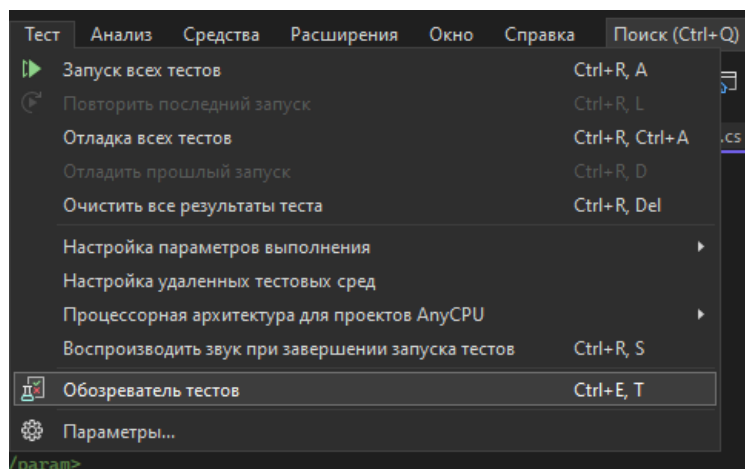 Тест Анализ Средства Расширения Окно Справка Поиск (Ctrl+Q)
Запуск всех тестов Ctrl+R, A
Повторить последний запуск Ctrl+R, L
Отладка всех тестов Ctrl+R, Ctrl+A
.cs
Отладить прошлый запуск Ctrl+R, D
Очистить все результаты теста Ctrl+R, Del
Настройка параметров выполнения
Настройка удаленных тестовых сред
Процессорная архитектура для проектов AnyCPU
Воспроизводить звук при завершении запуска тестов Ctrl+R, S
Обозреватель тестов Ctrl+E, T
Параметры...
/param>